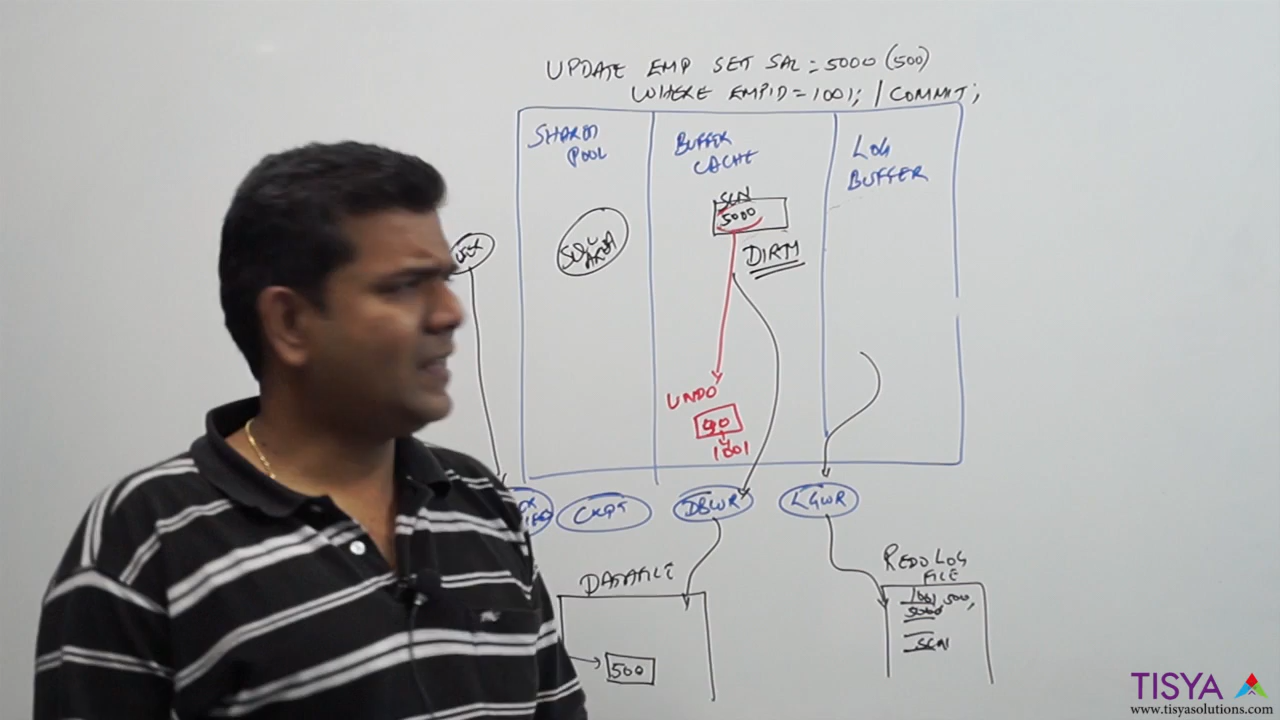 UPDATE EMP SET SAL = 5000 (500)
WHERE EMPID = 1001; / COMMIT;
SHARED
POOL
BUFFER
CACHE
LOG
BUFFER
SQL
AREA
SCN
5000
DIRTY
UNDO
1001
CKPT
DBWR
LGWR
DATAFILE
500
REDO LOG
FILE
1001, 500,
5000
SCN
TISYA
www.tisyasolutions.com